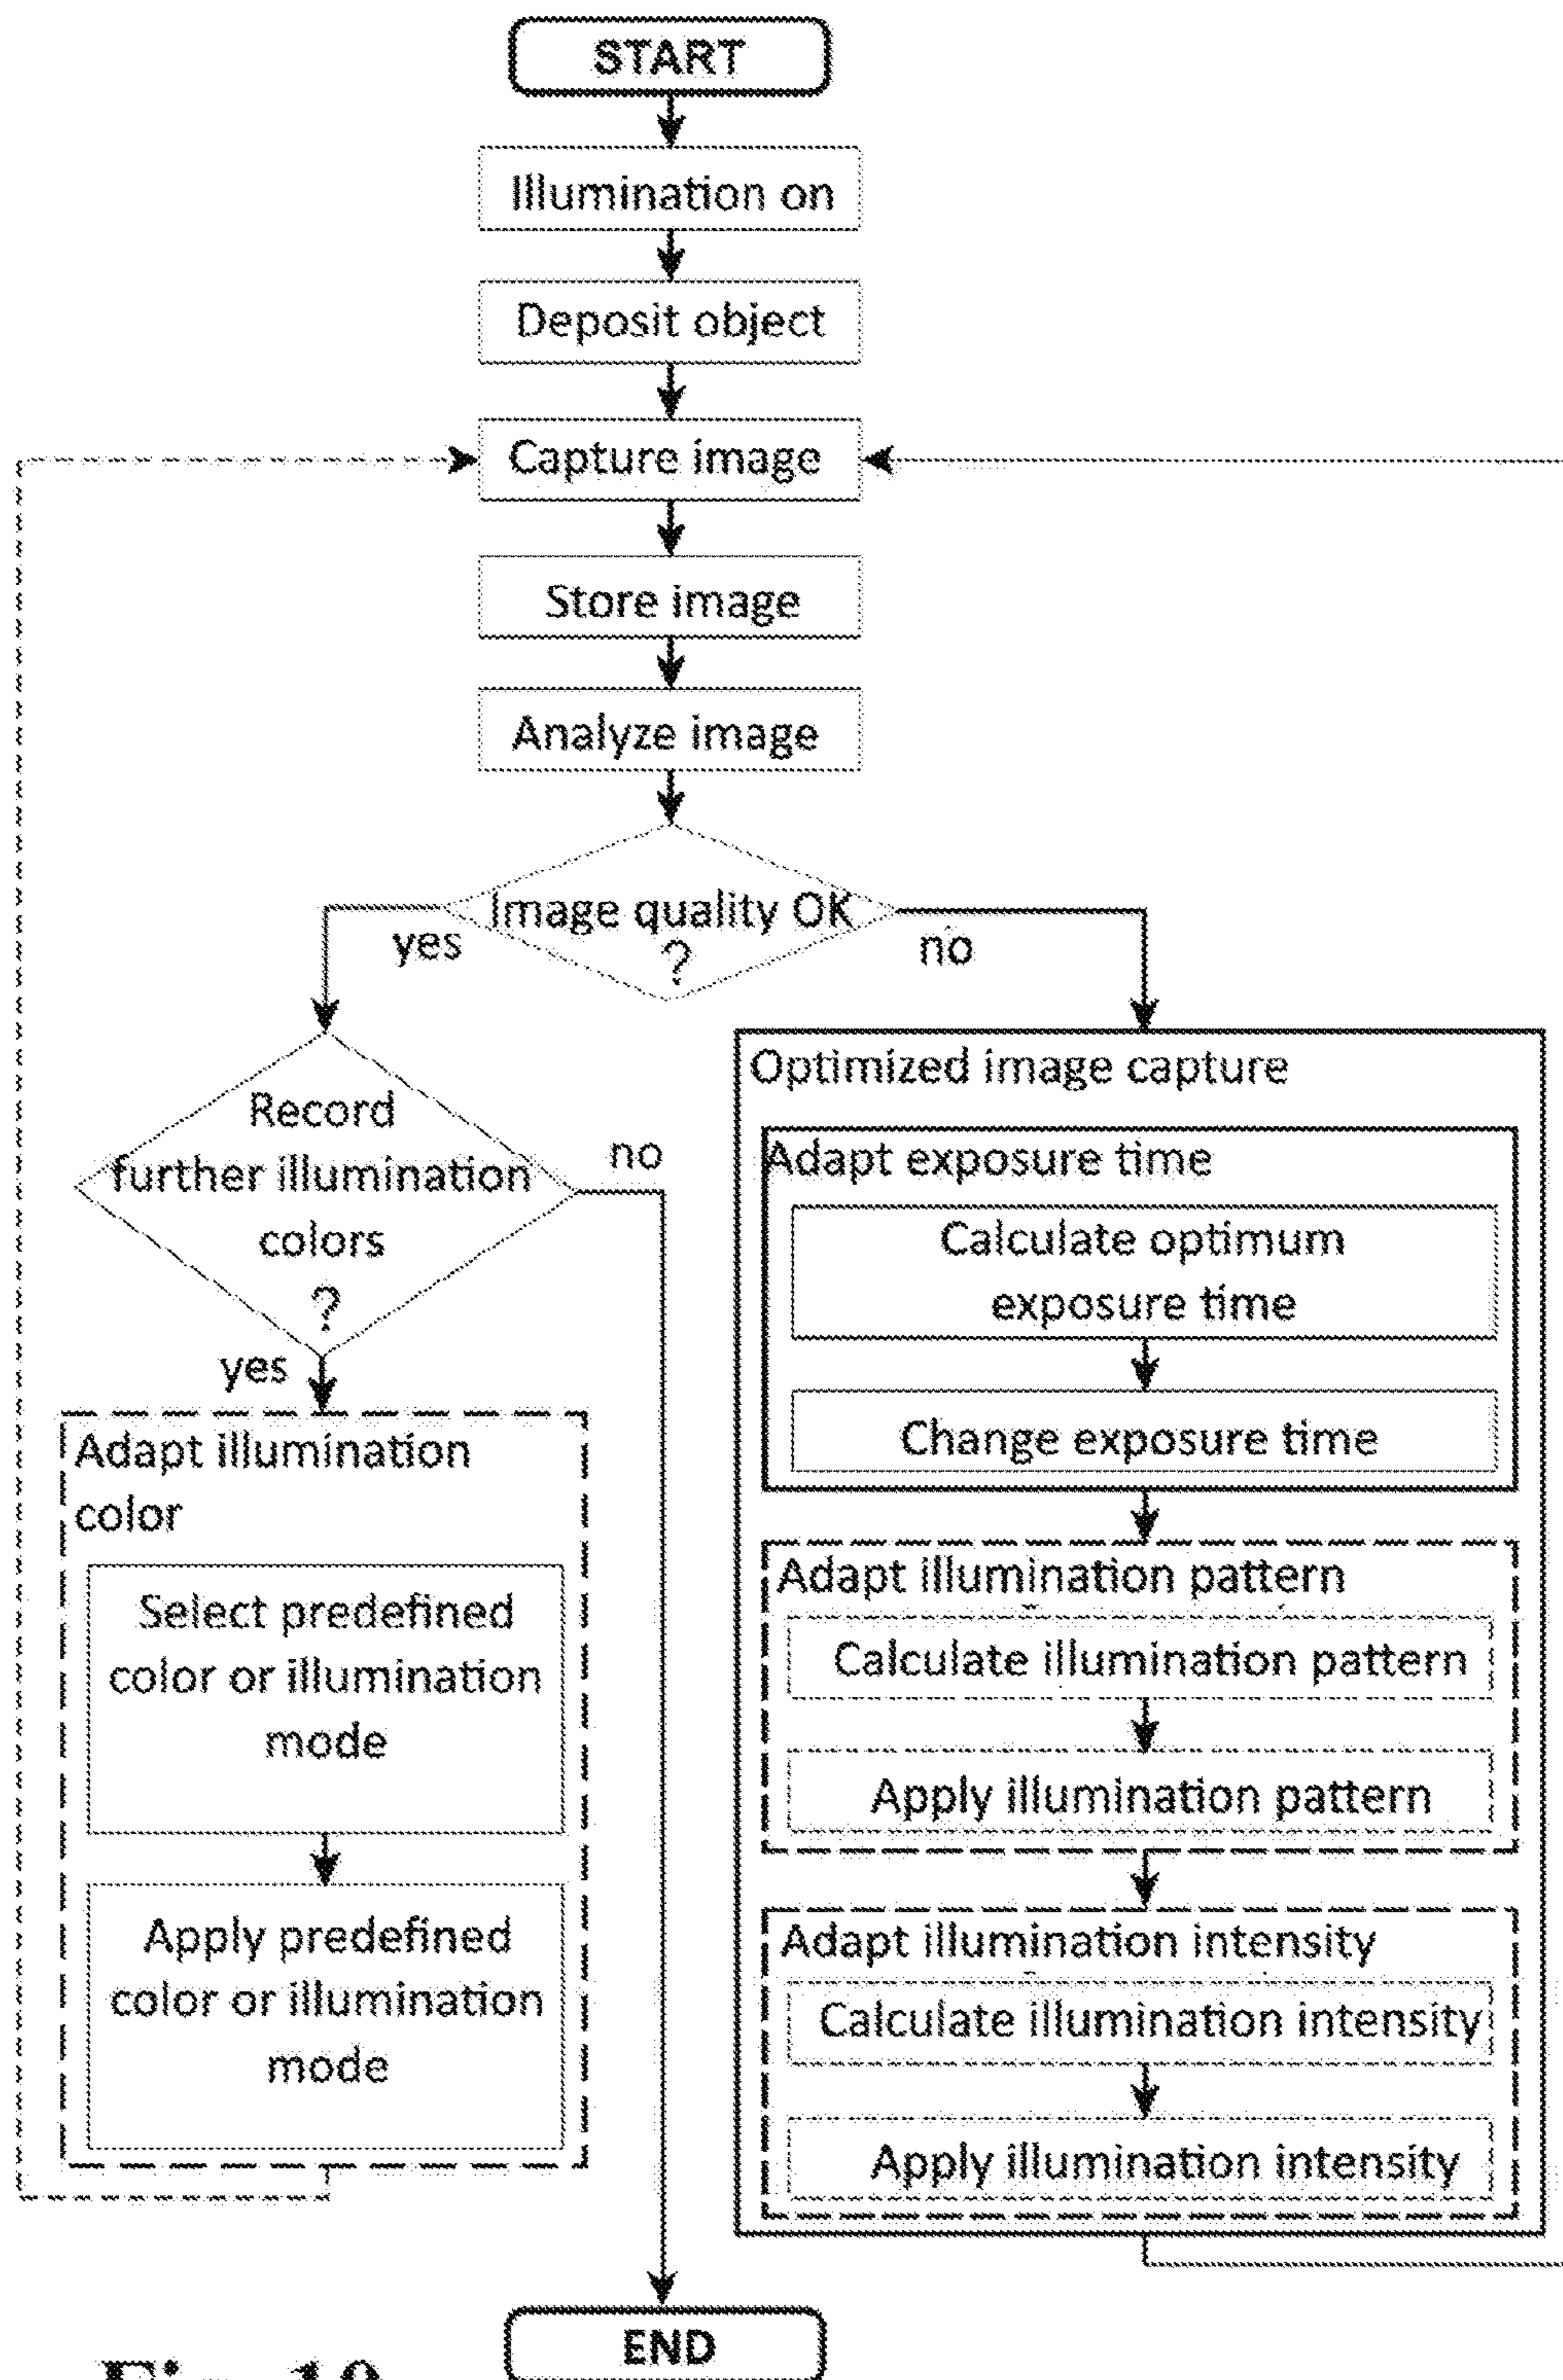 START
Illumination on
Deposit object
Capture image
Store image
Analyze image
Image quality OK
?
yes
no
Record
further illumination
colors
?
no
yes
Adapt illumination
color
Select predefined
color or illumination
mode
Apply predefined
color or illumination
mode
Optimized image capture
Adapt exposure time
Calculate optimum
exposure time
Change exposure time
Adapt illumination pattern
Calculate illumination pattern
Apply illumination pattern
Adapt illumination intensity
Calculate illumination intensity
Apply illumination intensity
END